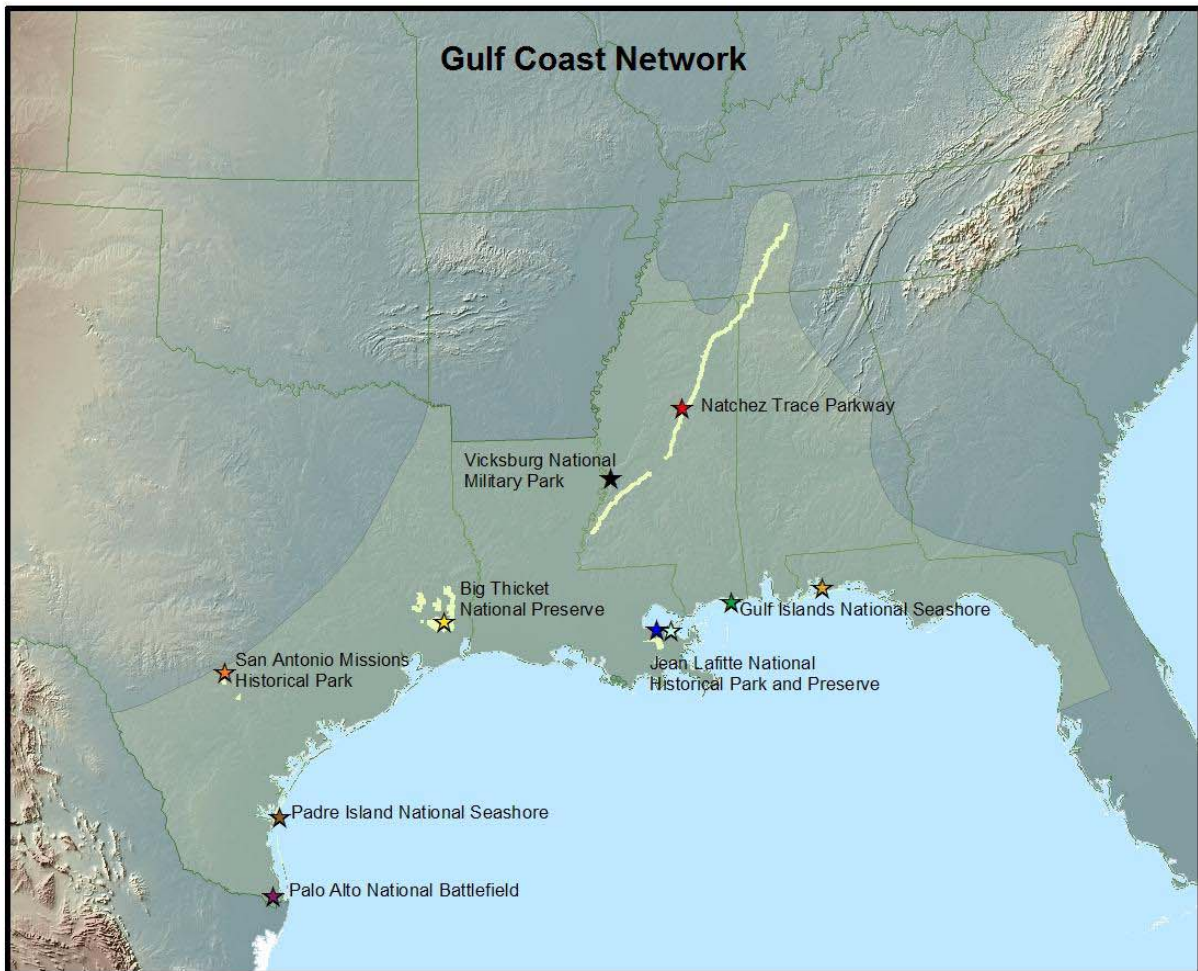 Gulf Coast Network
Natchez Trace Parkway
Vicksburg National
Military Park
Big Thicket
National Preserve
Gulf Islands National Seashore
San Antonio Missions
Historical Park
Jean Lafitte National
Historical Park and Preserve
Padre Island National Seashore
Palo Alto National Battlefield